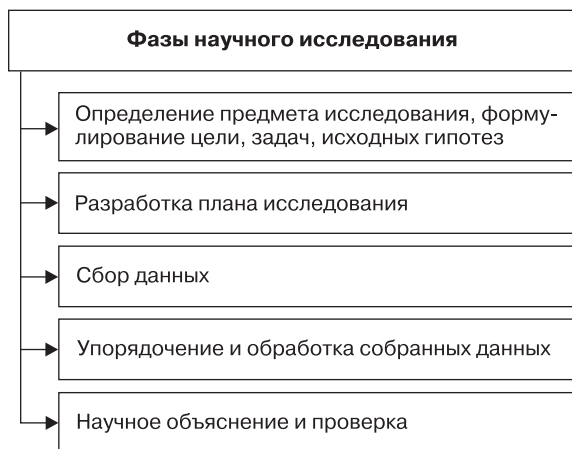 Фазы научного исследования
Определение предмета исследования, форму-
лирование цели, задач, исходных гипотез
Разработка плана исследования
Сбор данных
Упорядочение и обработка собранных данных
Научное объяснение и проверка